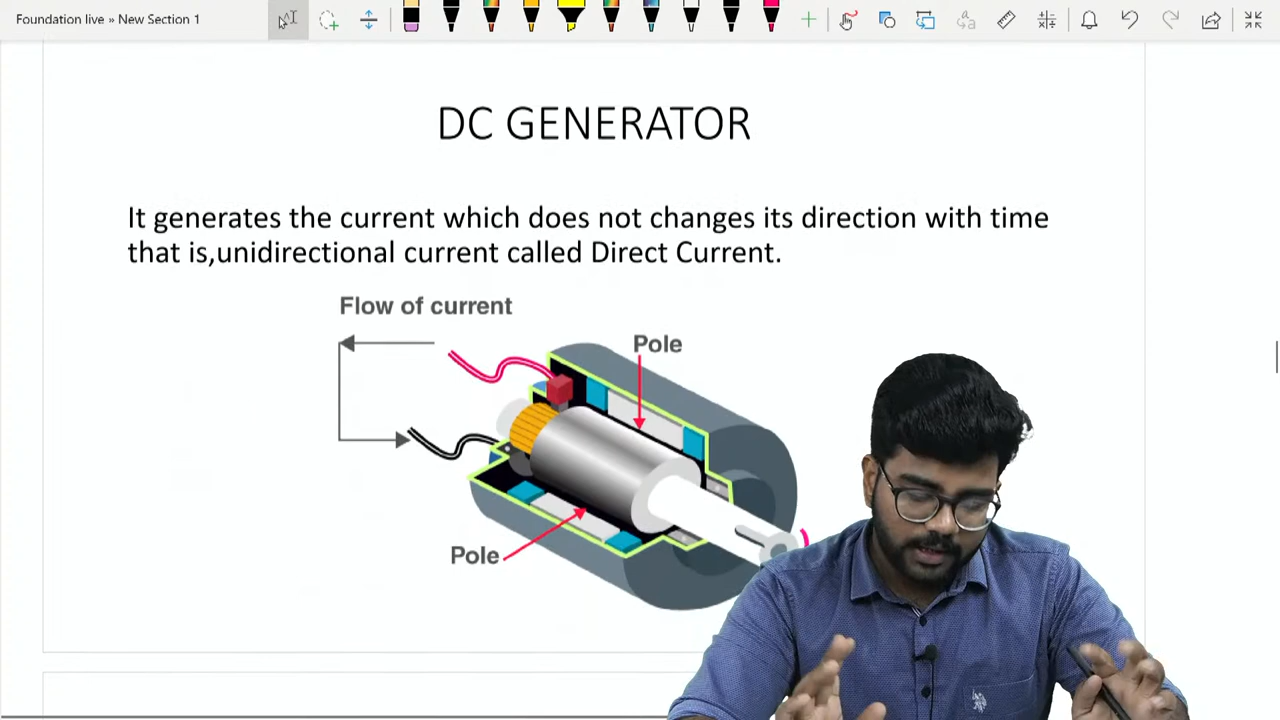 Foundation live » New Section 1
DC GENERATOR
It generates the current which does not changes its direction with time
that is,unidirectional current called Direct Current.
Flow of current
Pole
Pole